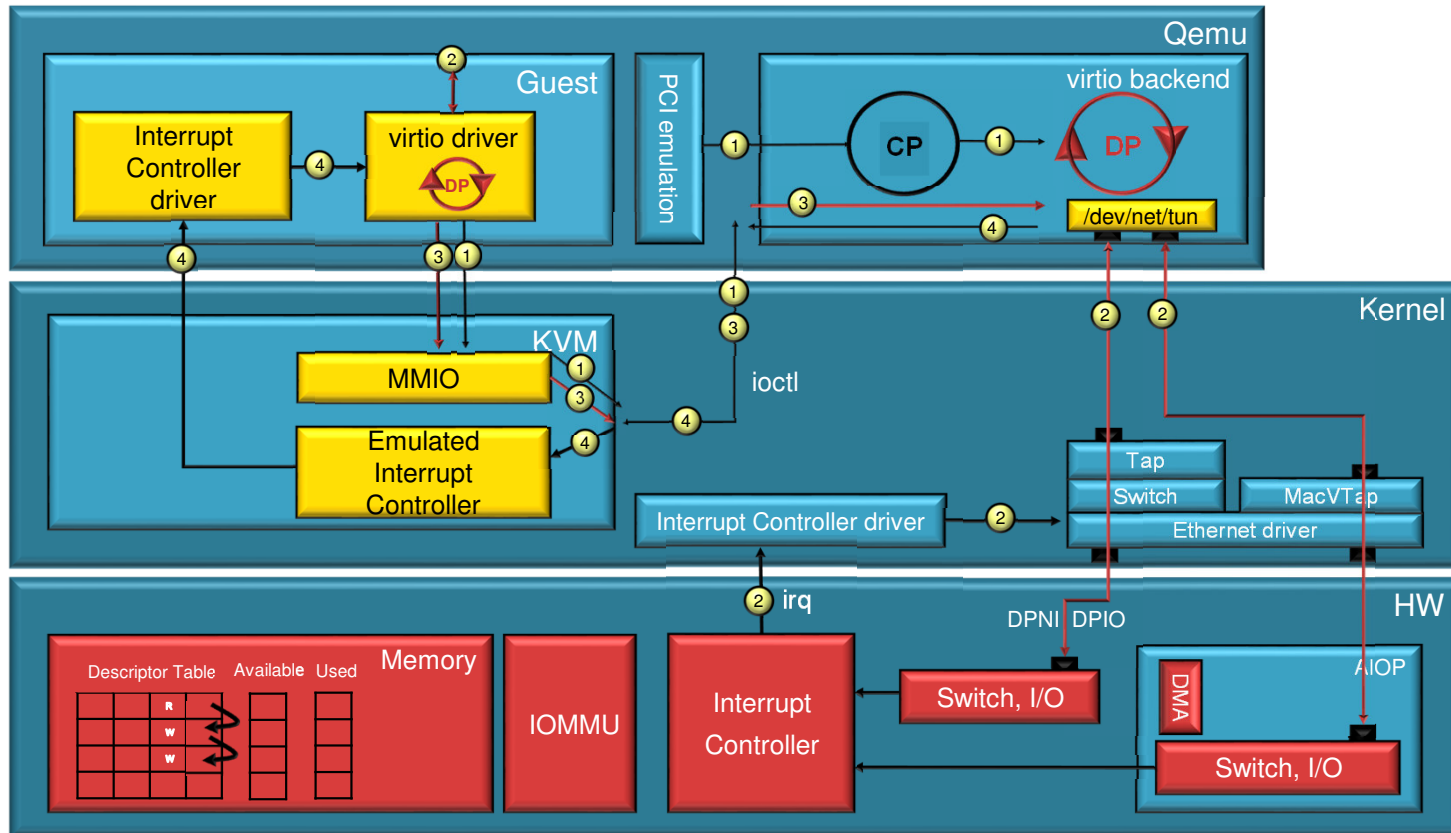 Qemu
Guest
2
Interrupt
Controller
driver
4
virtio driver
DP
PCI emulation
1
virtio backend
CP
1
DP
3
4
/dev/net/tun
4
3
1
Kernel
1
3
2
2
KVM
MMIO
1
3
ioctl
4
4
Emulated
Interrupt
Controller
Tap
Switch
MacVTap
Interrupt Controller driver
2
Ethernet driver
HW
2
irq
DPNI
DPIO
Memory
Descriptor Table
Available
Used
R
W
W
IOMMU
Interrupt
Controller
Switch, I/O
AIOP
DMA
Switch, I/O